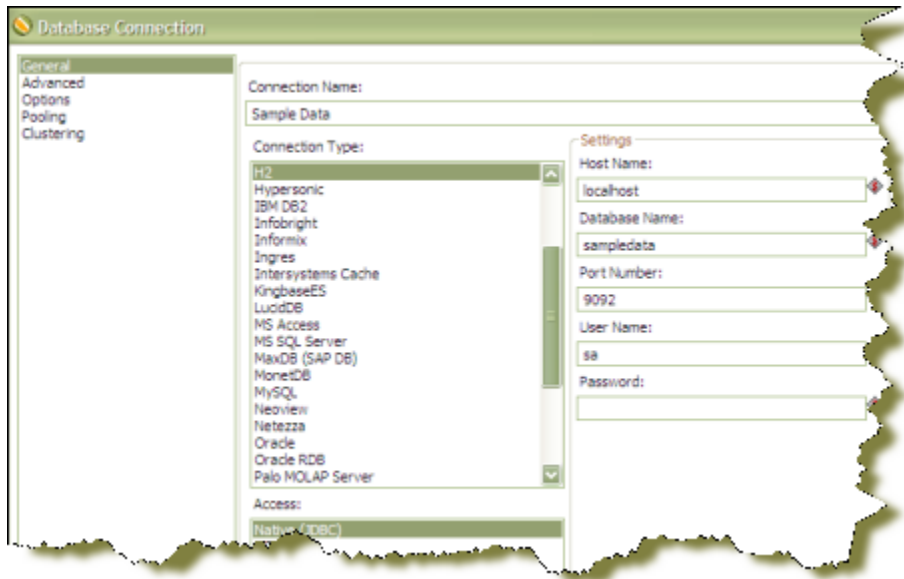 Database Connection
General
Advanced
Options
Pooling
Clustering
Connection Name:
Sample Data
Connection Type:
H2
Hypersonic
IBM DB2
Infobright
Informix
Ingres
Intersystems Cache
KingbaseES
LucidDB
MS Access
MS SQL Server
MaxDB (SAP DB)
MonetDB
MySQL
Neoview
Netezza
Oracle
Oracle RDB
Palo MOLAP Server
Access:
Native (JDBC)
Settings
Host Name:
localhost
Database Name:
sampledata
Port Number:
9092
User Name:
sa
Password: